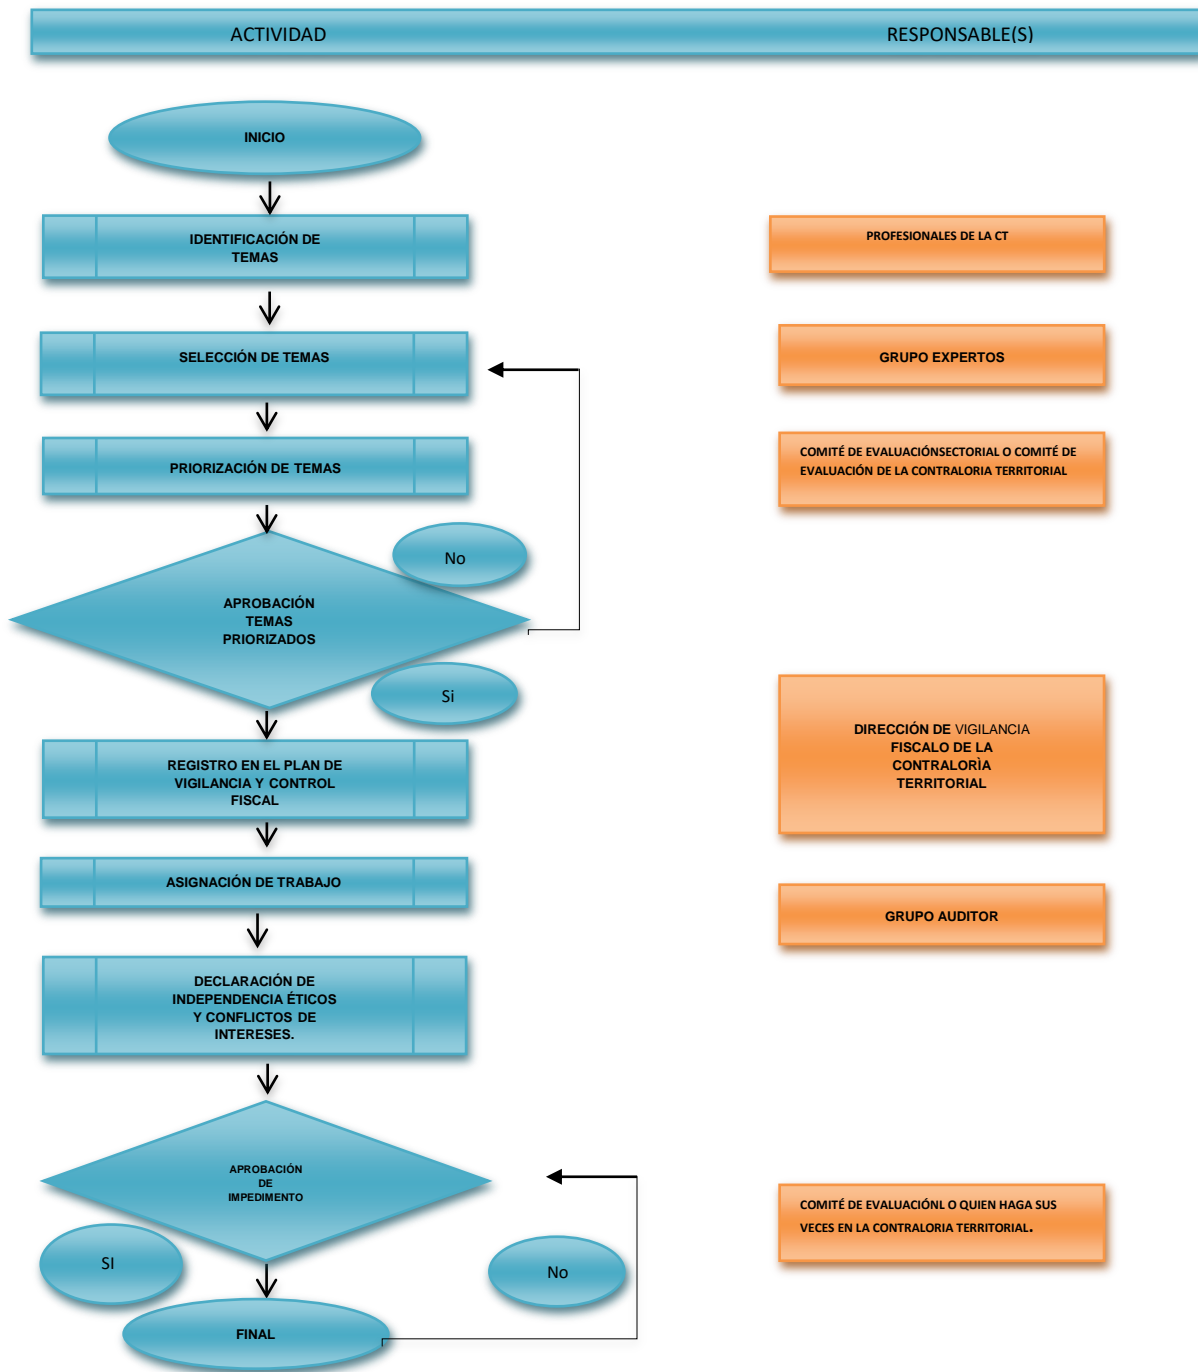 ACTIVIDAD
RESPONSABLE(S)
INICIO
IDENTIFICACIÓN DE
TEMAS
PROFESIONALES DE LA CT
SELECCIÓN DE TEMAS
GRUPO EXPERTOS
PRIORIZACIÓN DE TEMAS
COMITÉ DE EVALUACIÓNSECTORIAL O COMITÉ DE
EVALUACIÓN DE LA CONTRALORIA TERRITORIAL
No
APROBACIÓN
TEMAS
PRIORIZADOS
Si
REGISTRO EN EL PLAN DE
VIGILANCIA Y CONTROL
FISCAL
DIRECCIÓN DE VIGILANCIA
FISCALO DE LA
CONTRALORÌA
TERRITORIAL
ASIGNACIÓN DE TRABAJO
GRUPO AUDITOR
DECLARACIÓN DE
INDEPENDENCIA ÉTICOS
Y CONFLICTOS DE
INTERESES.
APROBACIÓN
DE
IMPEDIMENTO
COMITÉ DE EVALUACIÓNL O QUIEN HAGA SUS
VECES EN LA CONTRALORIA TERRITORIAL.
SI
No
FINAL